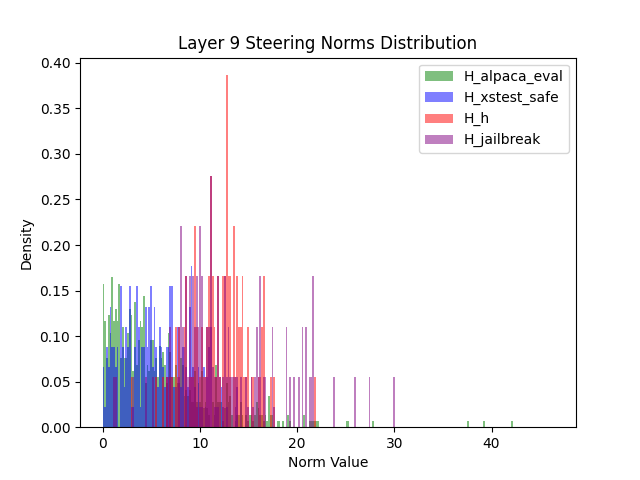 Layer 9 Steering Norms Distribution
H_alpaca_eval
H_xstest_safe
H_h
H_jailbreak
Density
0.40
0.35
0.30
0.25
0.20
0.15
0.10
0.05
0.00
0
10
20
30
40
Norm Value